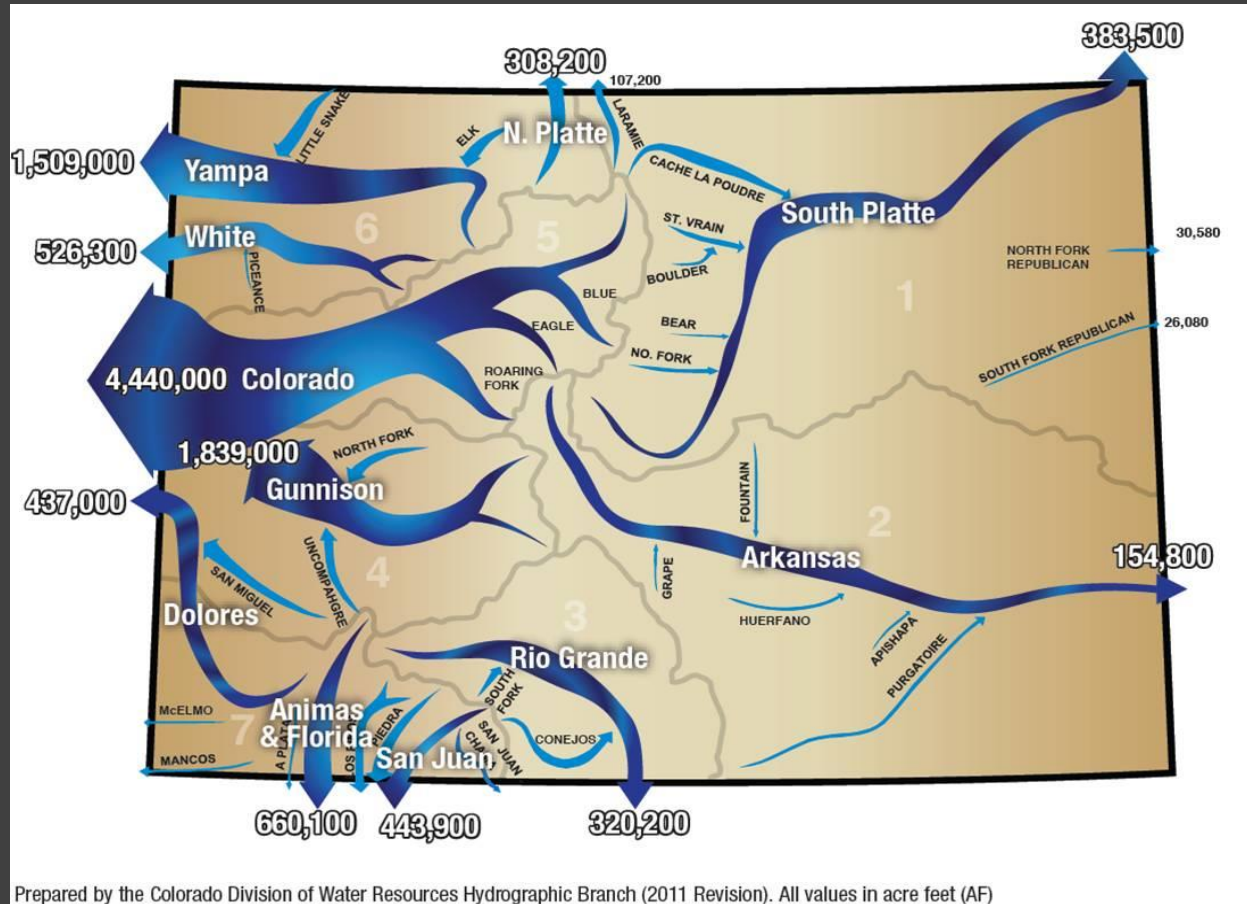 383,500
308,200
107,200
LITTLE SNAKE
ELK
N. Platte
LARAMIE
CACHE LA POUDRE
1,509,000
Yampa
South Platte
6
5
ST. VRAIN
White
526,300
PICEANCE
BOULDER
30,580
NORTH FORK
REPUBLICAN
BLUE
1
EAGLE
BEAR
26,080
SOUTH FORK REPUBLICAN
NO. FORK
4,440,000 Colorado
ROARING
FORK
1,839,000
NORTH FORK
Gunnison
437,000
FOUNTAIN
2
Arkansas
154,800
UNCOMPAHGRE
4
SAN MIGUEL
GRAPE
Dolores
3
HUERFANO
APISHAPA
PURGATOIRE
Rio Grande
SOUTH
FORK
McELMO
7
Animas
& Florida
A PLATA
PIEDRA
San Juan
SAN JUAN
CONEJOS
MANCOS
660,100
443,900
320,200
Prepared by the Colorado Division of Water Resources Hydrographic Branch (2011 Revision). All values in acre feet (AF)